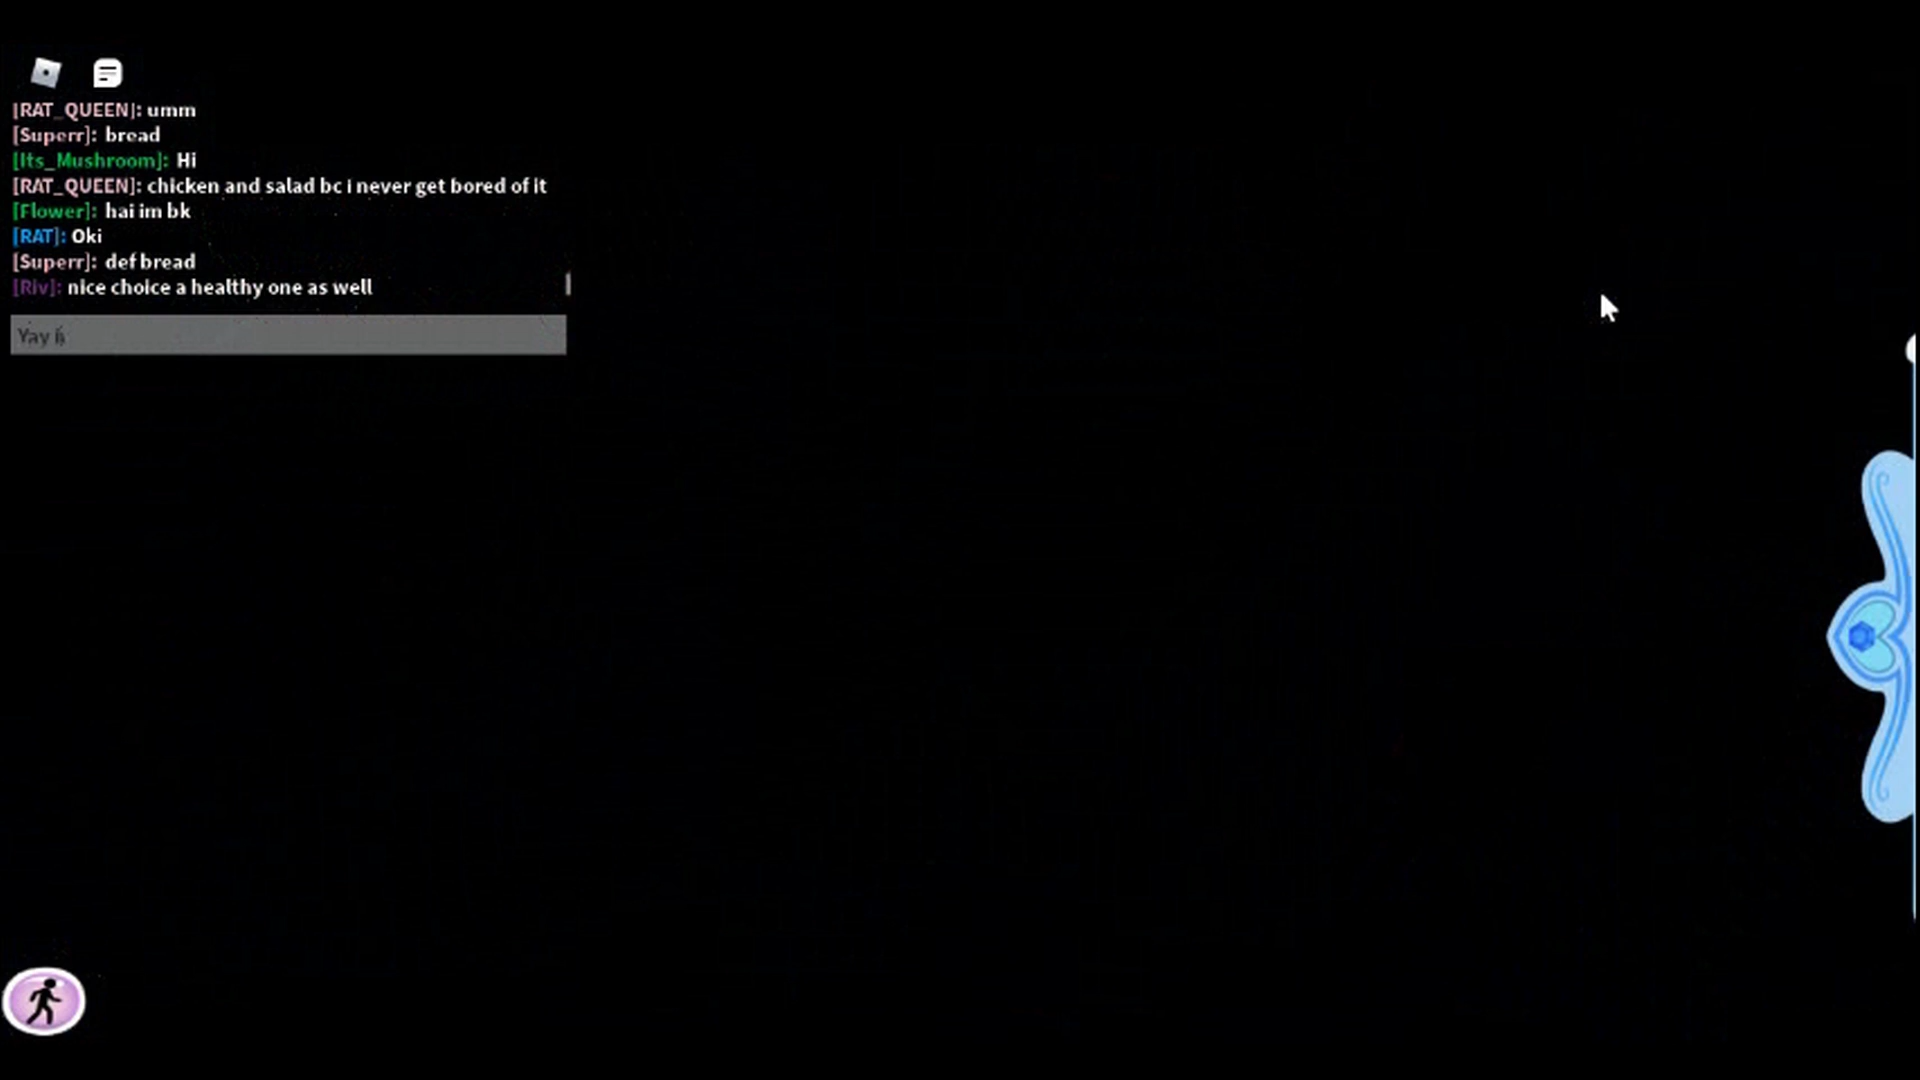 [RAT_QUEEN]: umm
[Superr]: bread
[Its_Mushroom]: Hi
[RAT_QUEEN]: chicken and salad bc i never get bored of it
[Flower]: hai im bk
[RAT]: Oki
[Superr]: def bread
[Riv]: nice choice a healthy one as well
Yay